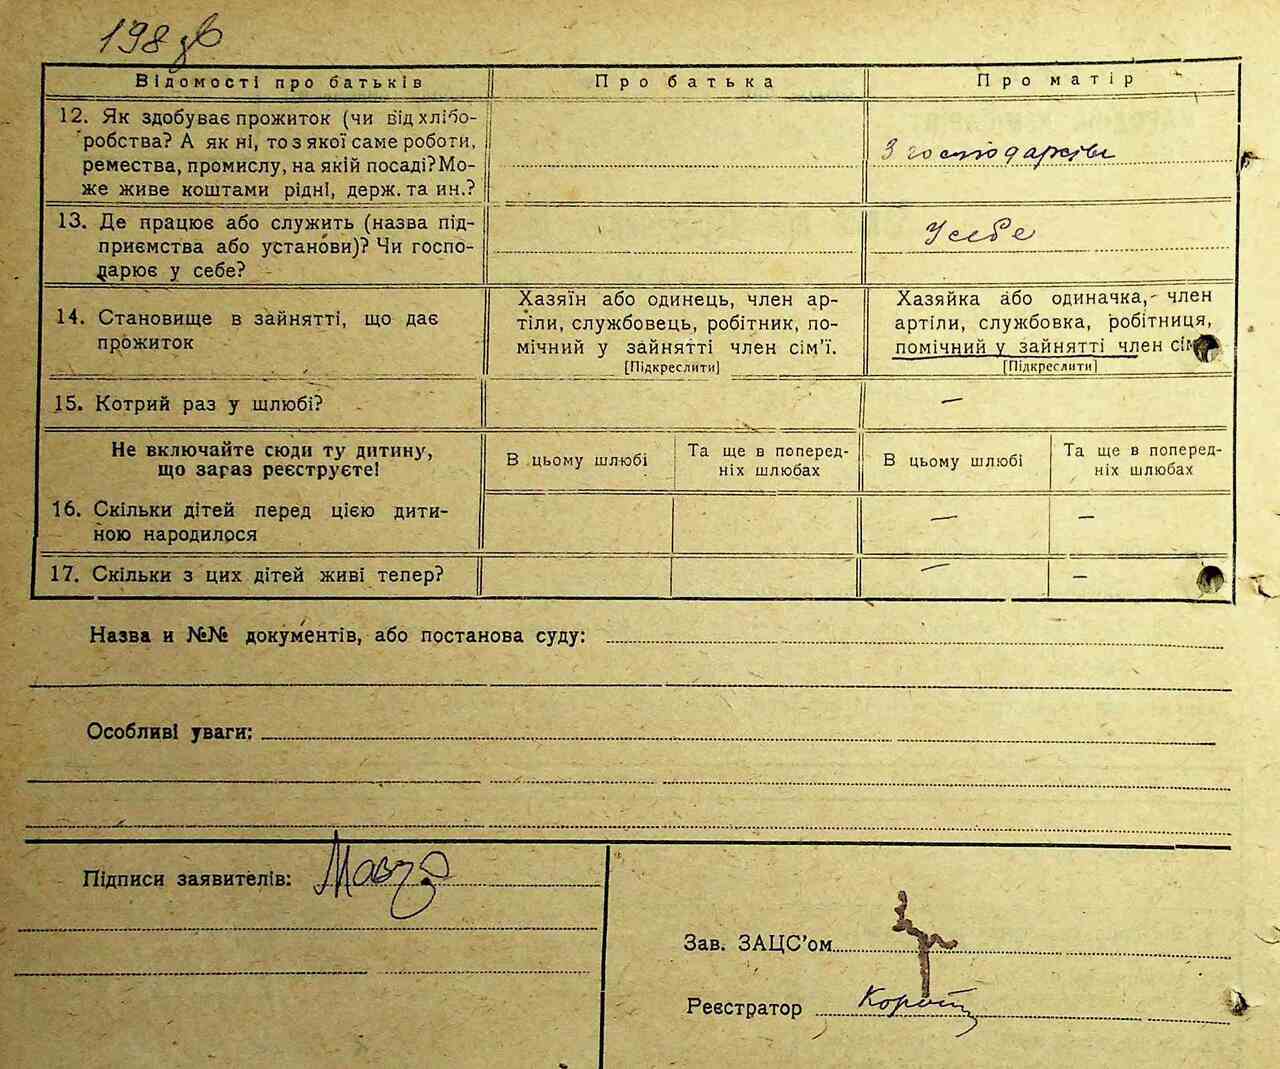 198 зв
Відомості про батьків
Про батька
Про матір
12. Як здобуває прожиток (чи від хлібо-
робства? А як ні, то з якої саме роботи,
ремества, промислу, на якій посаді? Мо-
же живе коштами рідні, держ. та ин.?
З господарства
13. Де працює або служить (назва під-
приємства або установи)? Чи госпо-
дарює у себе?
У себе
14. Становище в зайнятті, що дає
прожиток
Хазяїн або одинець, член ар-
тіли, службовець, робітник, по-
мічний у зайнятті член сім’ї.
[Підкреслити]
Хазяйка або одиначка, член
артіли, службовка, робітниця,
помічний у зайнятті член сім
[Підкреслити]
15. Котрий раз у шлюбі?
—
Не включайте сюди ту дитину,
що зараз реєструєте!
В цьому шлюбі
Та ще в поперед-
ніх шлюбах
В цьому шлюбі
Та ще в поперед-
ніх шлюбах
16. Скільки дітей перед цією дити-
ною народилося
— —
17. Скільки з цих дітей живі тепер?
— —
Назва и №№ документів, або постанова суду:
Особливі уваги:
Підписи заявителів:
Зав. ЗАЦС’ом
Реєстратор